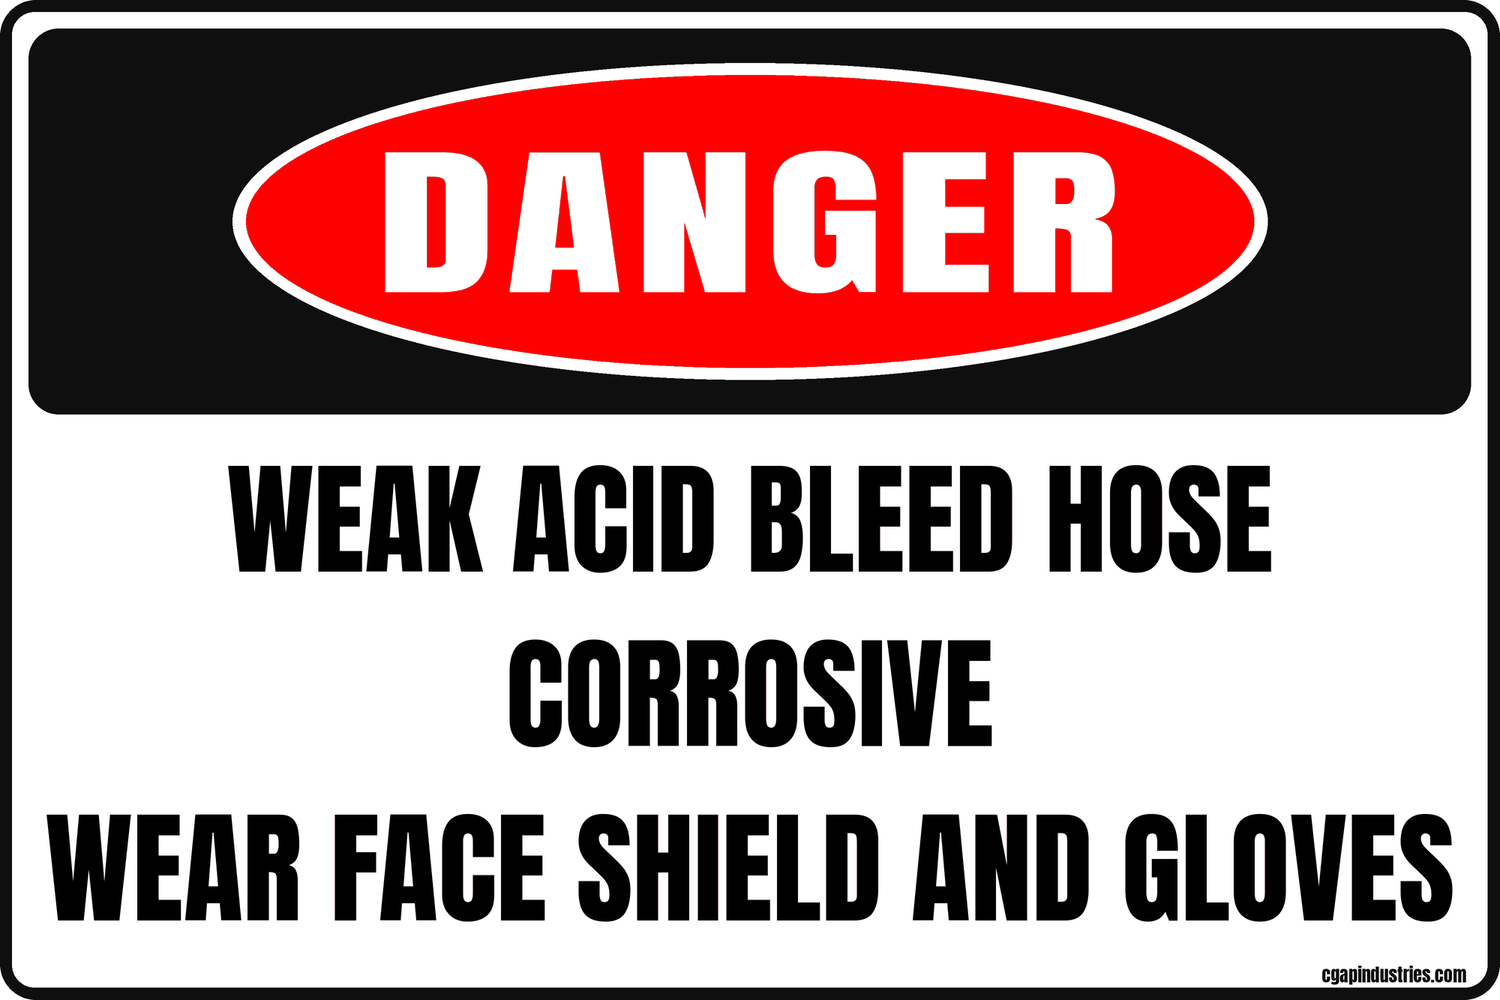 DANGER
WEAK ACID BLEED HOSE
CORROSIVE
WEAR FACE SHIELD AND GLOVES
cgapindustries.com